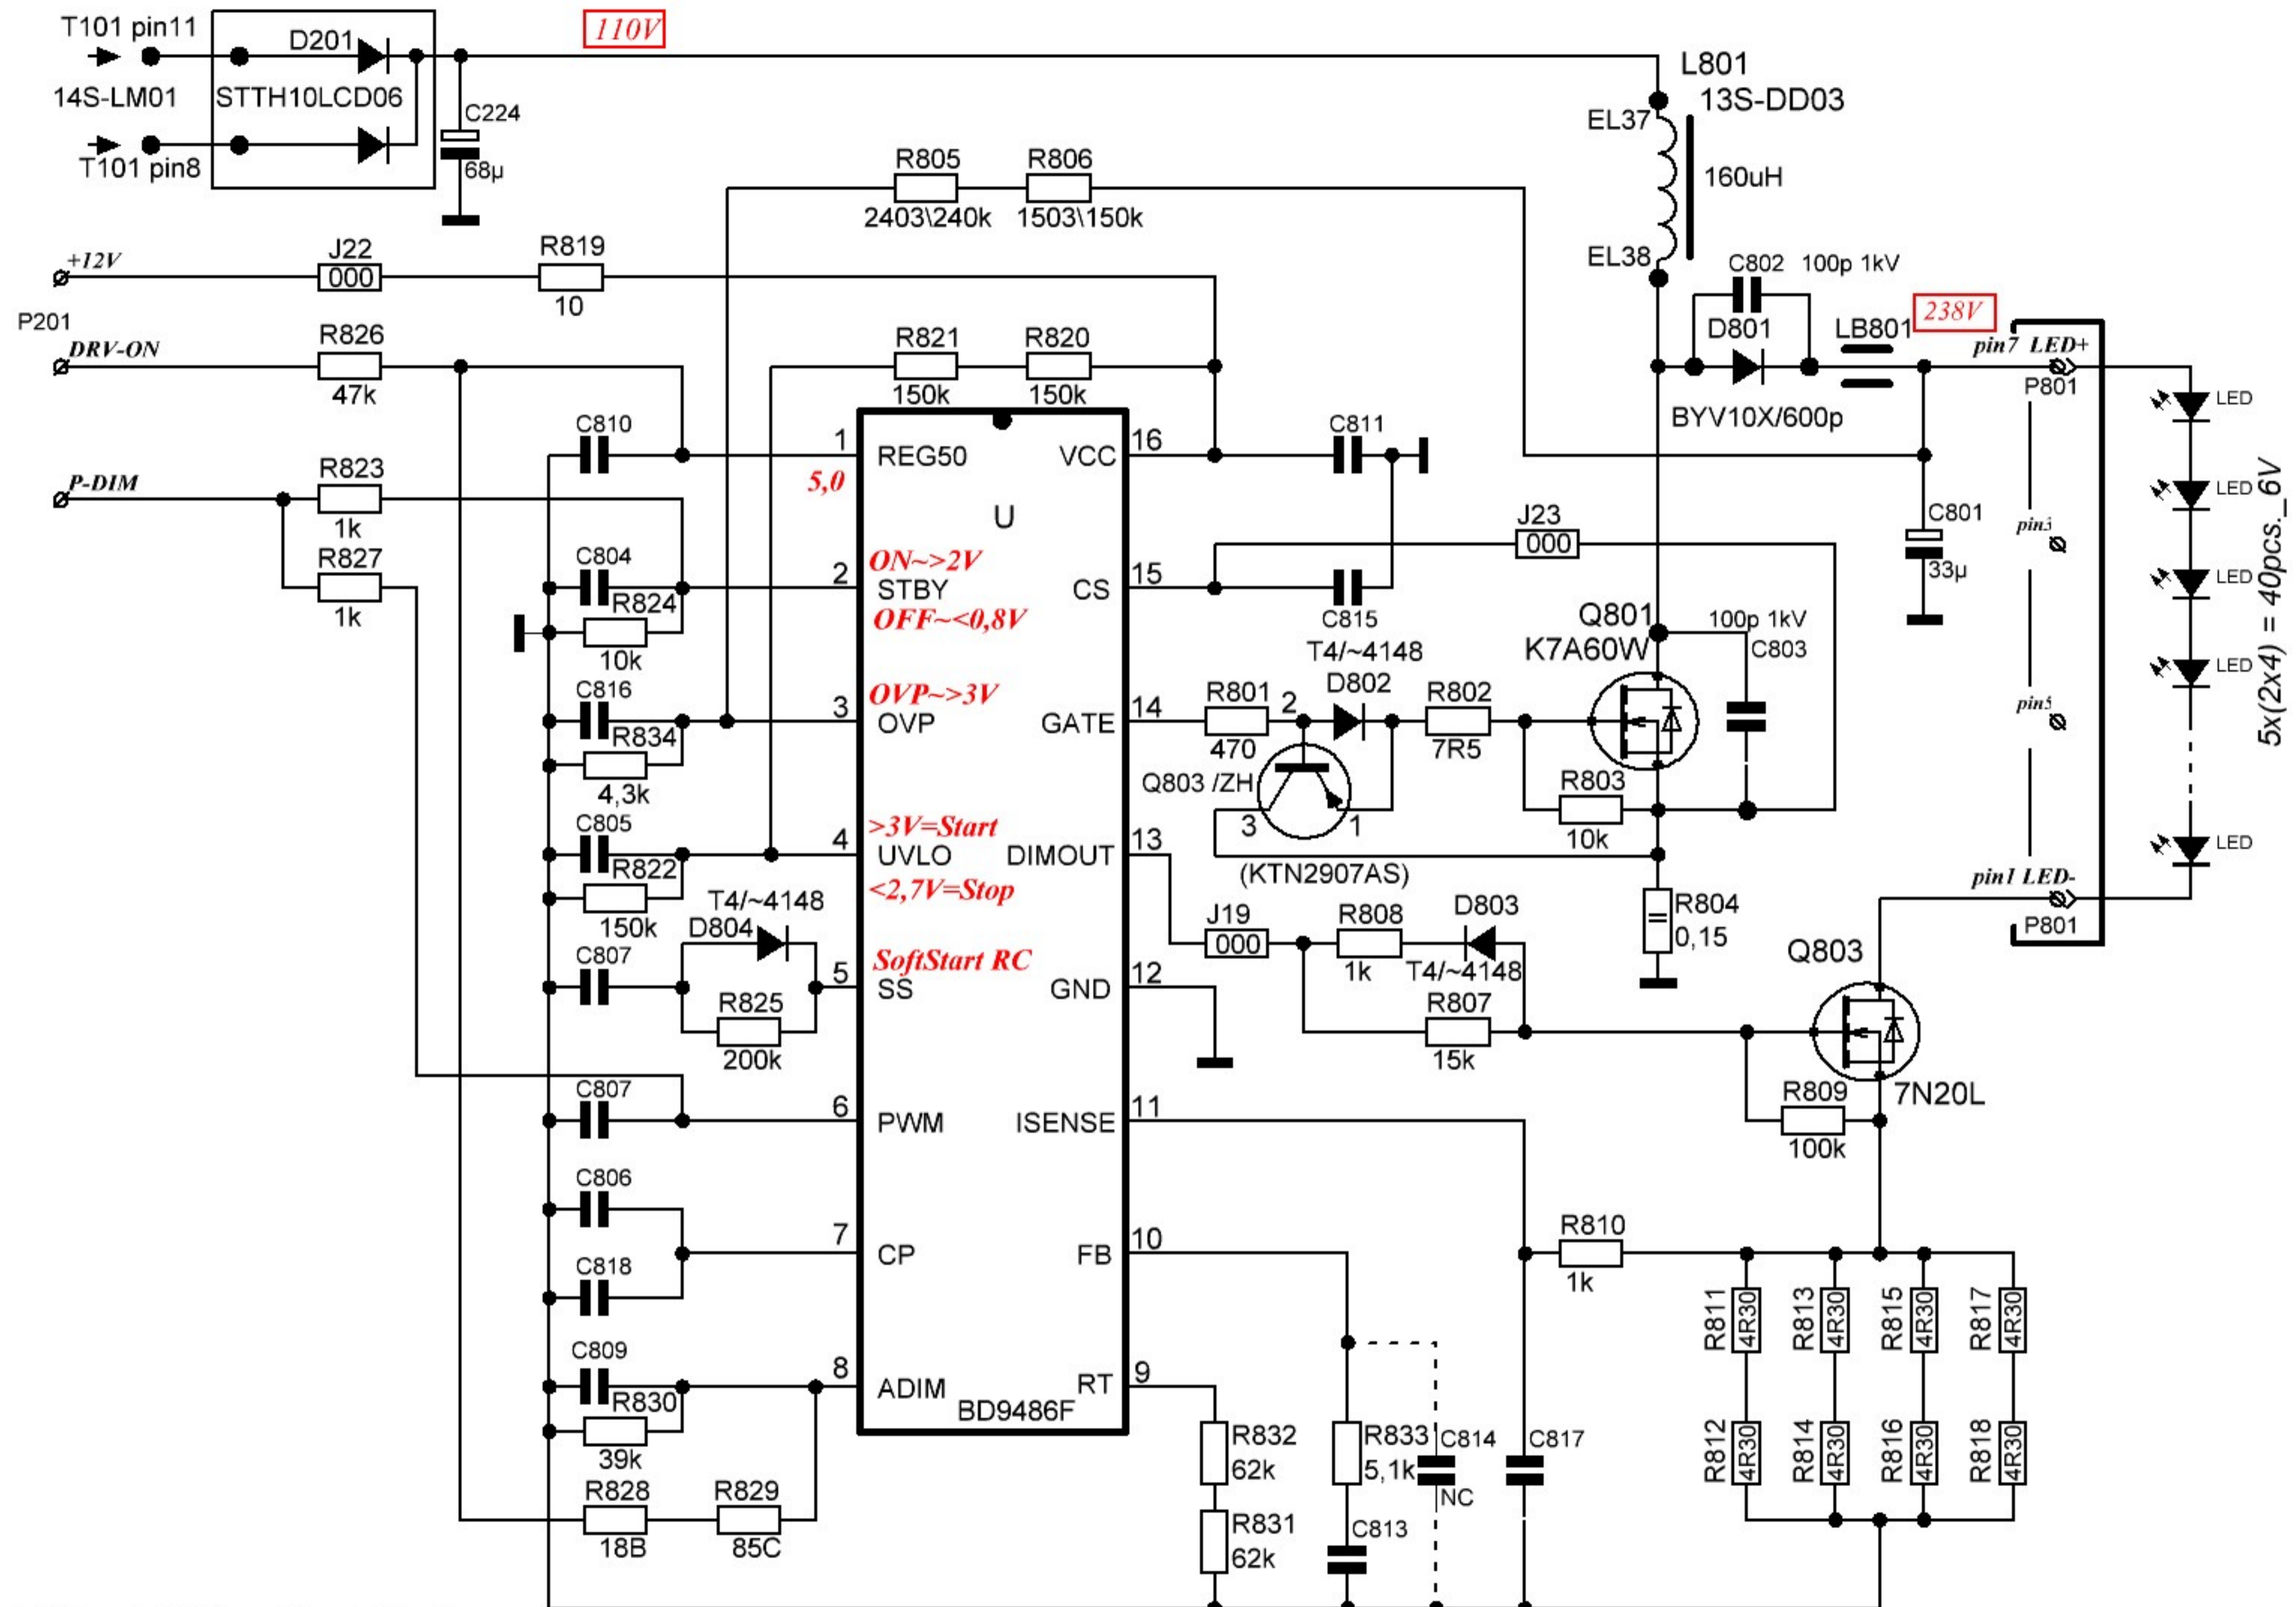 T101 pin11
D201
110V
14S-LM01
STTH10LCD06
T101 pin8
C224
68µ
L801
13S-DD03
EL37
160uH
EL38
R805
R806
2403\240k
1503\150k
+12V
J22
000
R819
10
P201
DRV-ON
R826
47k
R821
R820
150k
150k
C802
100p 1kV
D801
LB801
238V
BYV10X/600p
pin7 LED+
P801
LED
LED
LED
LED
LED
5x(2x4) = 40pcs._6V
pin3
pin5
pin1 LED-
P801
C801
33µ
P-DIM
R823
1k
R827
1k
C810
1
REG50
5,0
VCC
16
C811
U
C804
R824
10k
2
ON~>2V
STBY
OFF~<0,8V
CS
15
C815
J23
000
C816
R834
4,3k
3
OVP~>3V
OVP
GATE
14
R801
470
2
T4/~4148
D802
R802
7R5
Q801
K7A60W
100p 1kV
C803
Q803 /ZH
3
1
(KTN2907AS)
R803
10k
C805
R822
150k
4
>3V=Start
UVLO
<2,7V=Stop
DIMOUT
13
R804
0,15
T4/~4148
D804
C807
R825
200k
5
SoftStart RC
SS
GND
12
J19
000
R808
1k
D803
T4/~4148
R807
15k
Q803
7N20L
R809
100k
C807
6
PWM
ISENSE
11
C806
C818
7
CP
FB
10
R810
1k
C809
R830
39k
8
ADIM
RT
9
BD9486F
R828
18B
R829
85C
R832
62k
R831
62k
R833
5,1k
C813
C814
NC
C817
R811
4R30
R813
4R30
R815
4R30
R817
4R30
R812
4R30
R814
4R30
R816
4R30
R818
4R30